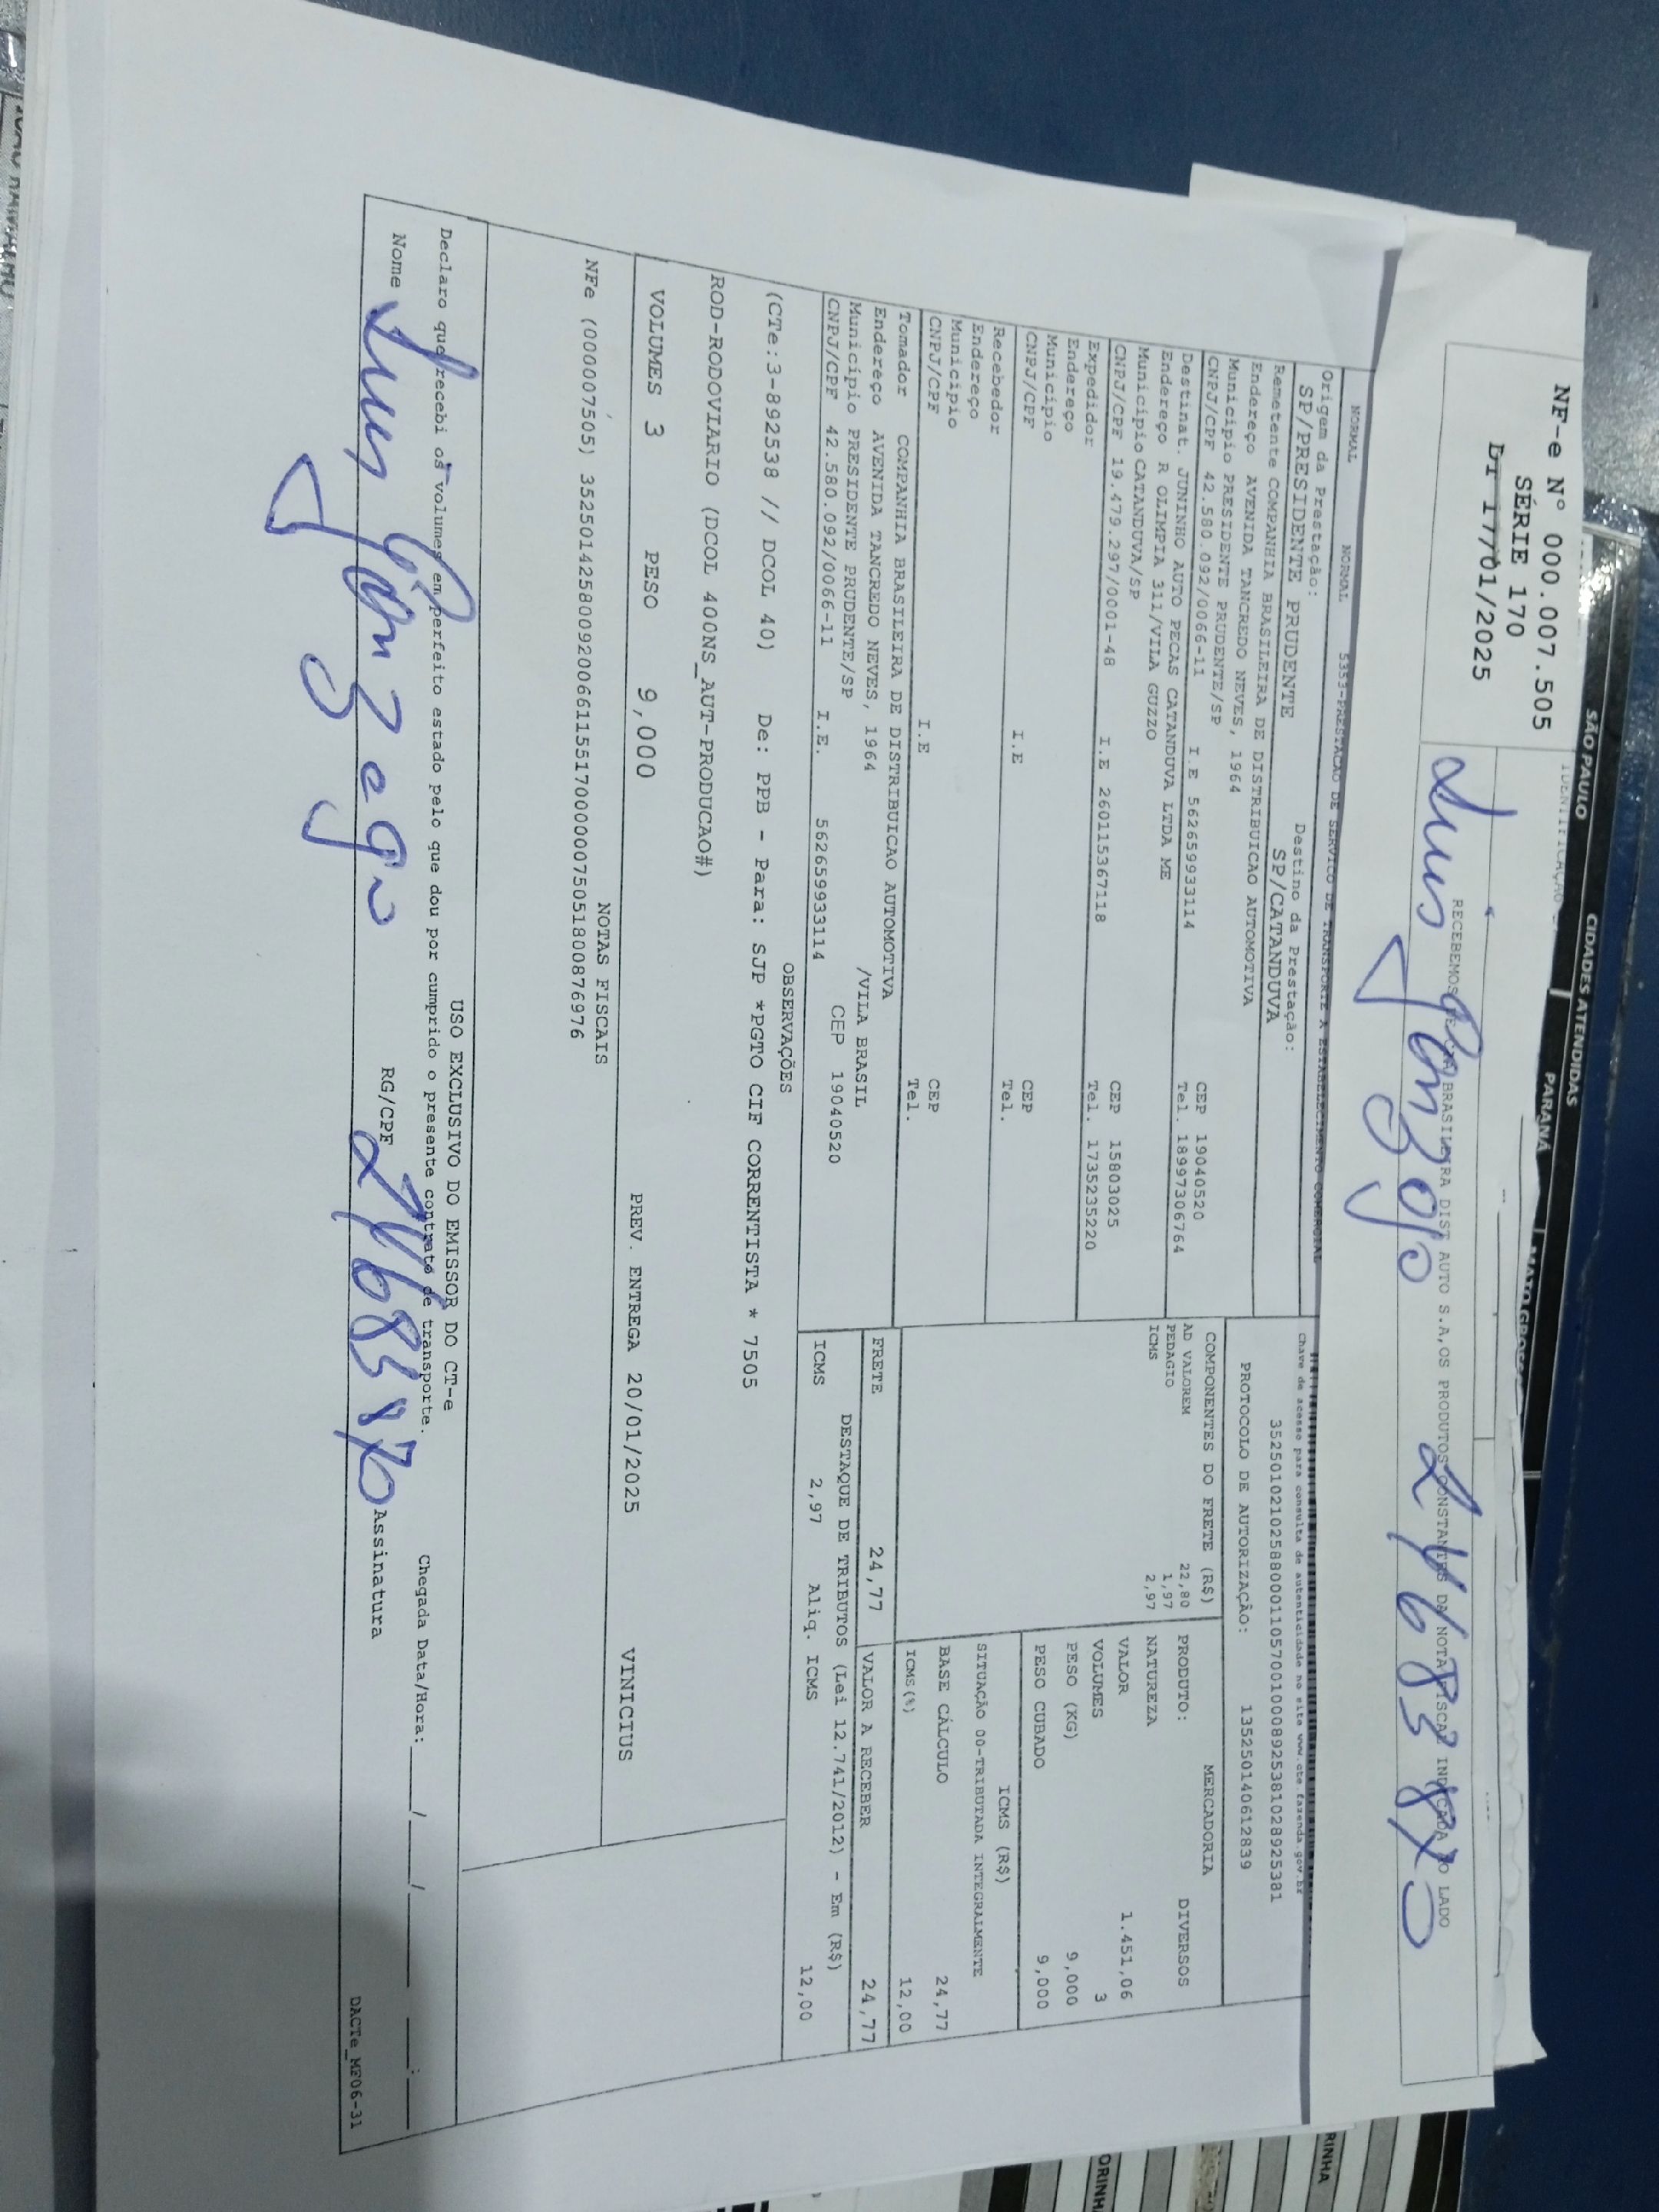 SÃO PAULO CIDADES ATENDIDAS PARANÁ
NF-e Nº 000.007.505
SÉRIE 170
DT 17/01/2025
RECEBEMOS DE CIA BRASILEIRA DIST AUTO S.A, OS PRODUTOS CONSTANTES DA NOTA FISCAL INDICADA AO LADO
NORMAL NORMAL 5353-PRESTACAO DE SERVICO DE TRANSPORTE A ESTABELECIMENTO COMERCIAL
Chave de acesso para consulta de autenticidade no site www.cte.fazenda.gov.br
Origem da Prestação: Destino da Prestação:
SP/PRESIDENTE PRUDENTE SP/CATANDUVA
Remetente COMPANHIA BRASILEIRA DE DISTRIBUICAO AUTOMOTIVA
Endereço AVENIDA TANCREDO NEVES, 1964
Município PRESIDENTE PRUDENTE/SP CEP 19040520
CNPJ/CPF 42.580.092/0066-11 I.E 562659933114 Tel. 18997306764
Destinat. JUNINHO AUTO PECAS CATANDUVA LTDA ME
Endereço R OLIMPIA 311/VILA GUZZO
Município CATANDUVA/SP CEP 15803025
CNPJ/CPF 19.479.297/0001-48 I.E 260115367118 Tel. 1735235220
Expedidor
Endereço
Município CEP
CNPJ/CPF I.E Tel.
Recebedor
Endereço
Município CEP
CNPJ/CPF I.E Tel.
Tomador COMPANHIA BRASILEIRA DE DISTRIBUICAO AUTOMOTIVA
Endereço AVENIDA TANCREDO NEVES, 1964 /VILA BRASIL
Município PRESIDENTE PRUDENTE/SP CEP 19040520
CNPJ/CPF 42.580.092/0066-11 I.E. 562659933114
35250102102588000110570010008925381028925381
PROTOCOLO DE AUTORIZAÇÃO: 135250140612839
COMPONENTES DO FRETE (R$)
AD VALOREM 22,80
PEDAGIO 1,97
ICMS 2,97
MERCADORIA
PRODUTO: DIVERSOS
NATUREZA
VALOR 1.451,06
VOLUMES 3
PESO (KG) 9,000
PESO CUBADO 9,000
ICMS (R$)
SITUAÇÃO 00-TRIBUTADA INTEGRALMENTE
BASE CÁLCULO 24,77
ICMS(%) 12,00
FRETE 24,77 VALOR A RECEBER 24,77
DESTAQUE DE TRIBUTOS (Lei 12.741/2012) - Em (R$)
ICMS 2,97 Aliq. ICMS 12,00
OBSERVAÇÕES
(CTe:3-892538 // DCOL 40) De: PPB - Para: SJP *PGTO CIF CORRENTISTA * 7505
ROD-RODOVIARIO (DCOL 400NS_AUT-PRODUCAO#)
VOLUMES 3 PESO 9,000 PREV. ENTREGA 20/01/2025 VINICIUS
NOTAS FISCAIS
NFe (000007505) 35250142580092006611551700000075051800876976
USO EXCLUSIVO DO EMISSOR DO CT-e
Declaro que recebi os volumes em perfeito estado pelo que dou por cumprido o presente contrato de transporte. Chegada Data/Hora: ___/___/___ ___:___
Nome RG/CPF Assinatura
DACTe_MF06-31